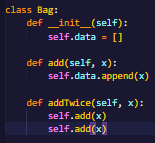 class Bag:
    def __init__(self):
        self.data = []

    def add(self, x):
        self.data.append(x)

    def addTwice(self, x):
        self.add(x)
        self.add(x)